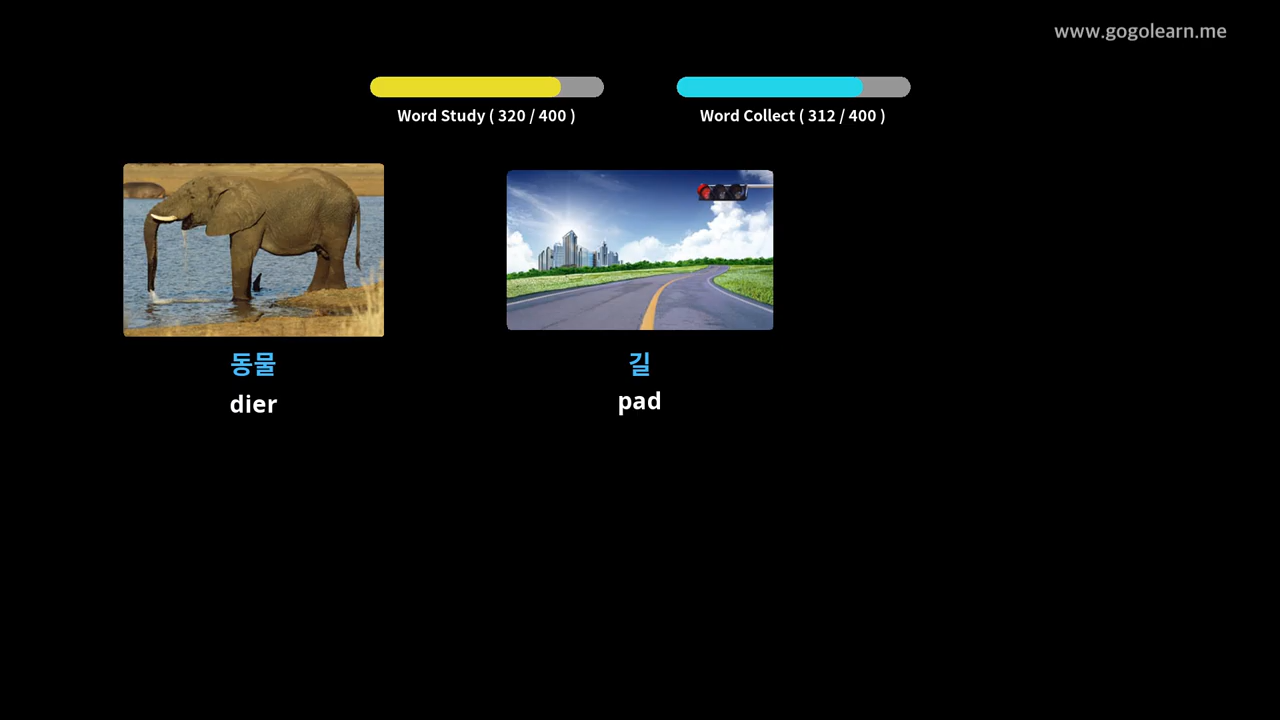 www.gogolearn.me
Word Study ( 320 / 400 )
Word Collect ( 312 / 400 )
동물
dier
길
pad